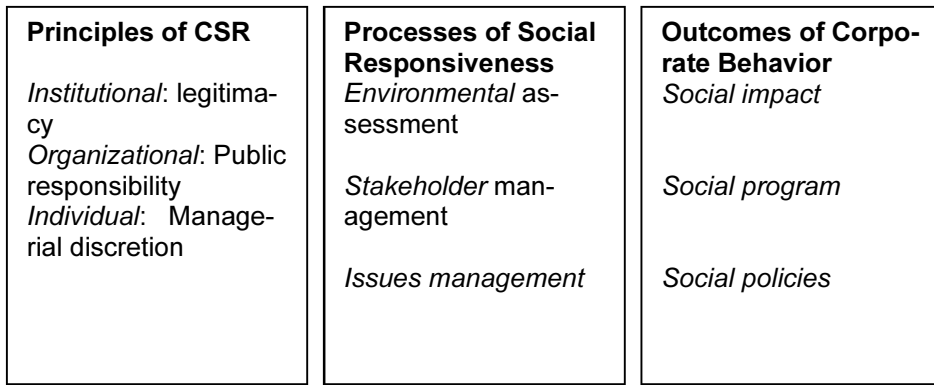 Principles of CSR
Institutional: legitima-
cy
Organizational: Public
responsibility
Individual: Manage-
rial discretion
Processes of Social
Responsiveness
Environmental as-
sessment
Stakeholder man-
agement
Issues management
Outcomes of Corpo-
rate Behavior
Social impact
Social program
Social policies